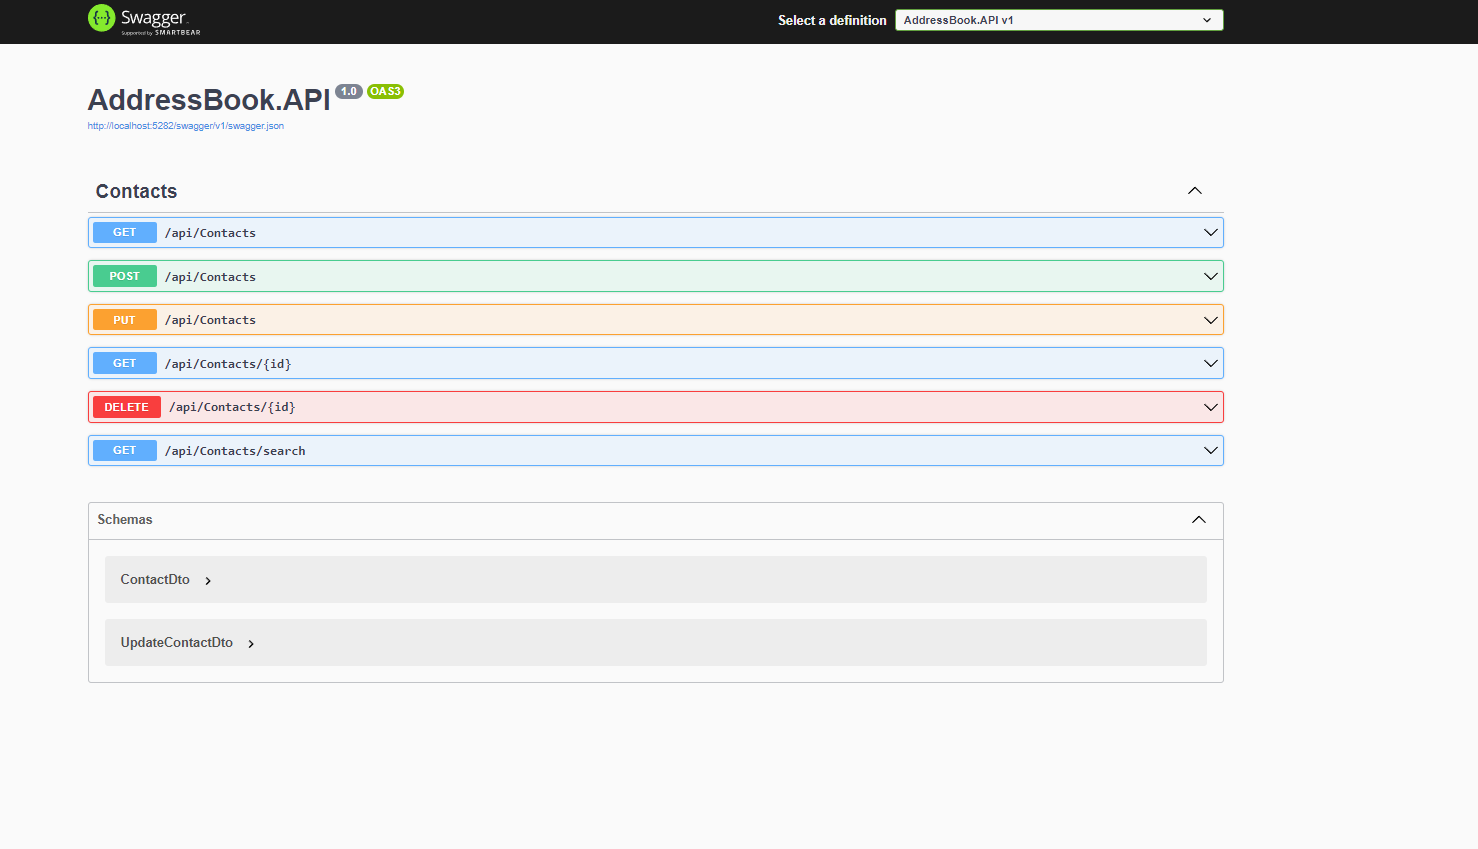 Swagger
Supported by SMARTBEAR
Select a definition
AddressBook.API v1
AddressBook.API 1.0 OAS3
http://localhost:5282/swagger/v1/swagger.json
Contacts
GET /api/Contacts
POST /api/Contacts
PUT /api/Contacts
GET /api/Contacts/{id}
DELETE /api/Contacts/{id}
GET /api/Contacts/search
Schemas
ContactDto
UpdateContactDto